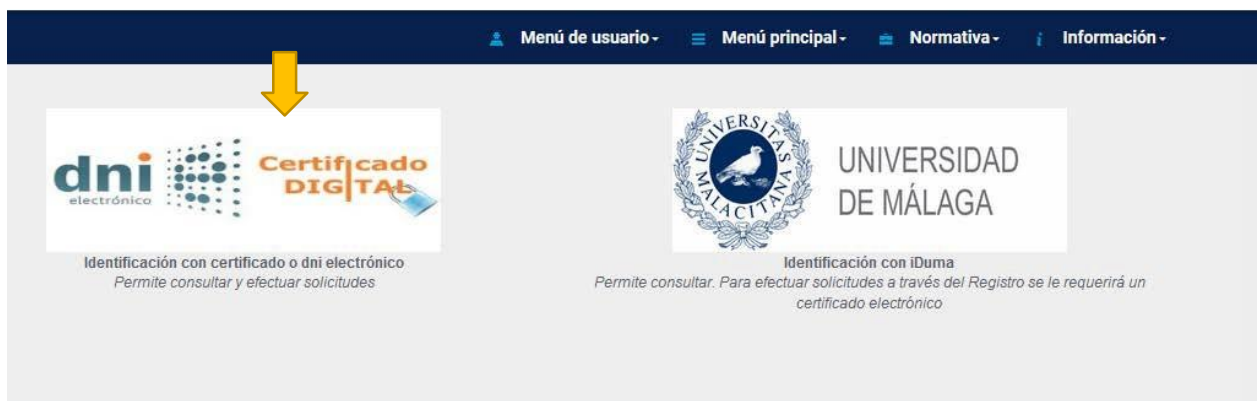 Menú de usuario
Menú principal
Normativa
Información
dni
electrónico
Certificado
DIGITAL
UNIVERSITAS
MALACITANA
UNIVERSIDAD
DE MÁLAGA
Identificación con certificado o dni electrónico
Permite consultar y efectuar solicitudes
Identificación con iDuma
Permite consultar. Para efectuar solicitudes a través del Registro se le requerirá un
certificado electrónico